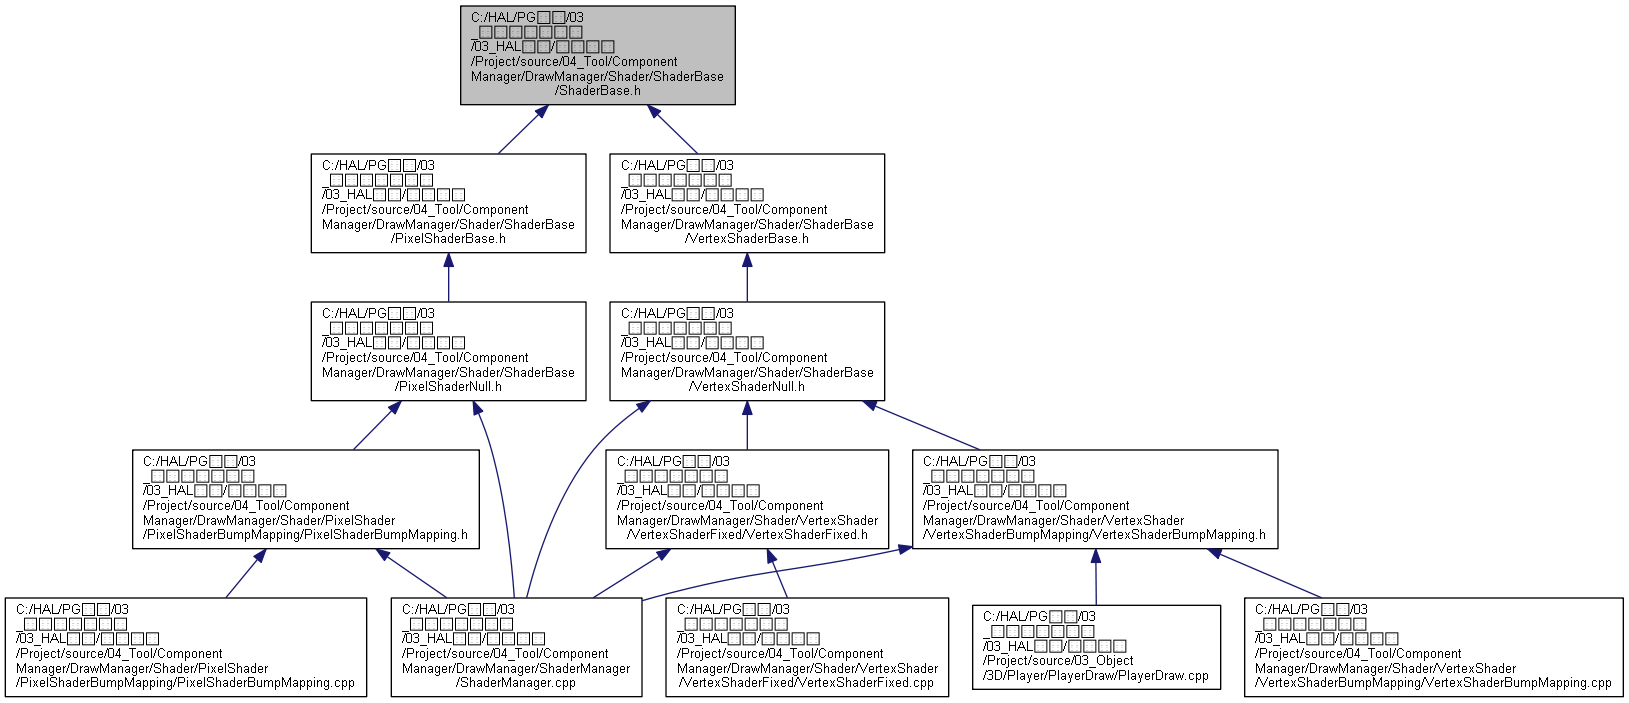 C:/HAL/PG□□/03
_□□□□□□□
/03_HAL□□/□□□□
/Project/source/04_Tool/Component
Manager/DrawManager/Shader/ShaderBase
/ShaderBase.h
C:/HAL/PG□□/03
_□□□□□□□
/03_HAL□□/□□□□
/Project/source/04_Tool/Component
Manager/DrawManager/Shader/ShaderBase
/PixelShaderBase.h
C:/HAL/PG□□/03
_□□□□□□□
/03_HAL□□/□□□□
/Project/source/04_Tool/Component
Manager/DrawManager/Shader/ShaderBase
/VertexShaderBase.h
C:/HAL/PG□□/03
_□□□□□□□
/03_HAL□□/□□□□
/Project/source/04_Tool/Component
Manager/DrawManager/Shader/ShaderBase
/PixelShaderNull.h
C:/HAL/PG□□/03
_□□□□□□□
/03_HAL□□/□□□□
/Project/source/04_Tool/Component
Manager/DrawManager/Shader/ShaderBase
/VertexShaderNull.h
C:/HAL/PG□□/03
_□□□□□□□
/03_HAL□□/□□□□
/Project/source/04_Tool/Component
Manager/DrawManager/Shader/PixelShader
/PixelShaderBumpMapping/PixelShaderBumpMapping.h
C:/HAL/PG□□/03
_□□□□□□□
/03_HAL□□/□□□□
/Project/source/04_Tool/Component
Manager/DrawManager/Shader/VertexShader
/VertexShaderFixed/VertexShaderFixed.h
C:/HAL/PG□□/03
_□□□□□□□
/03_HAL□□/□□□□
/Project/source/04_Tool/Component
Manager/DrawManager/Shader/VertexShader
/VertexShaderBumpMapping/VertexShaderBumpMapping.h
C:/HAL/PG□□/03
_□□□□□□□
/03_HAL□□/□□□□
/Project/source/04_Tool/Component
Manager/DrawManager/Shader/PixelShader
/PixelShaderBumpMapping/PixelShaderBumpMapping.cpp
C:/HAL/PG□□/03
_□□□□□□□
/03_HAL□□/□□□□
/Project/source/04_Tool/Component
Manager/DrawManager/ShaderManager
/ShaderManager.cpp
C:/HAL/PG□□/03
_□□□□□□□
/03_HAL□□/□□□□
/Project/source/04_Tool/Component
Manager/DrawManager/Shader/VertexShader
/VertexShaderFixed/VertexShaderFixed.cpp
C:/HAL/PG□□/03
_□□□□□□□
/03_HAL□□/□□□□
/Project/source/03_Object
/3D/Player/PlayerDraw/PlayerDraw.cpp
C:/HAL/PG□□/03
_□□□□□□□
/03_HAL□□/□□□□
/Project/source/04_Tool/Component
Manager/DrawManager/Shader/VertexShader
/VertexShaderBumpMapping/VertexShaderBumpMapping.cpp